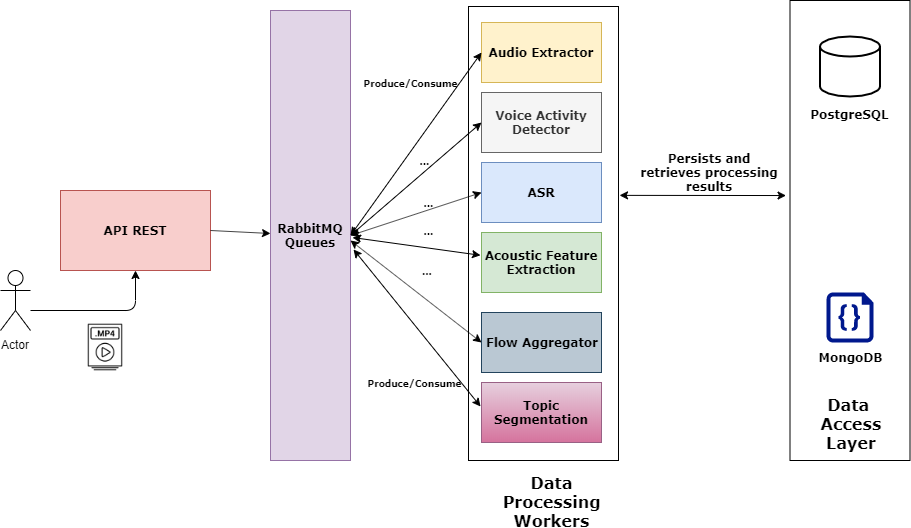 Actor
.MP4
API REST
RabbitMQ
Queues
Produce/Consume
...
...
...
...
Produce/Consume
Audio Extractor
Voice Activity
Detector
ASR
Acoustic Feature
Extraction
Flow Aggregator
Topic
Segmentation
Data
Processing
Workers
Persists and
retrieves processing
results
PostgreSQL
{}
MongoDB
Data
Access
Layer